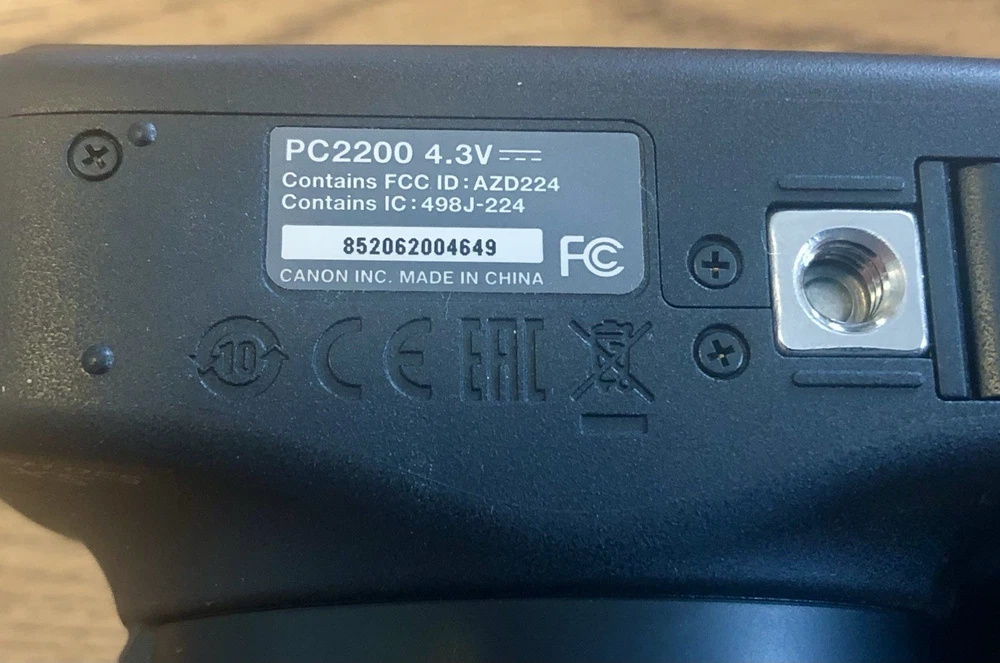 PC2200 4.3V
Contains FCC ID:AZD224
Contains IC:498J-224
852062004649
FC
CANON INC. MADE IN CHINA
10 CE EAC